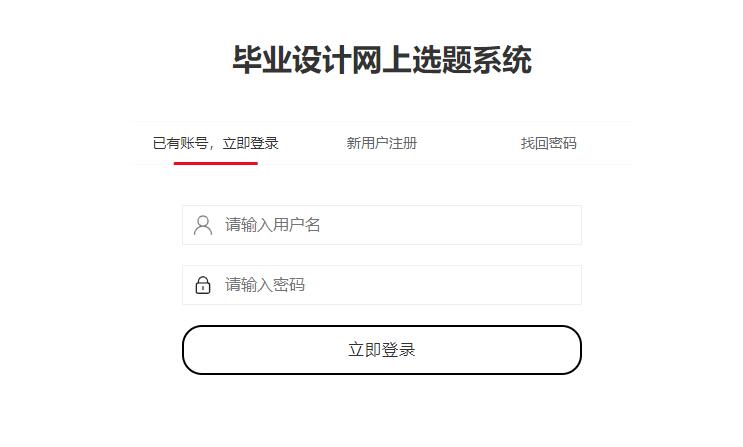 毕业设计网上选题系统
已有账号，立即登录 新用户注册 找回密码
请输入用户名
请输入密码
立即登录